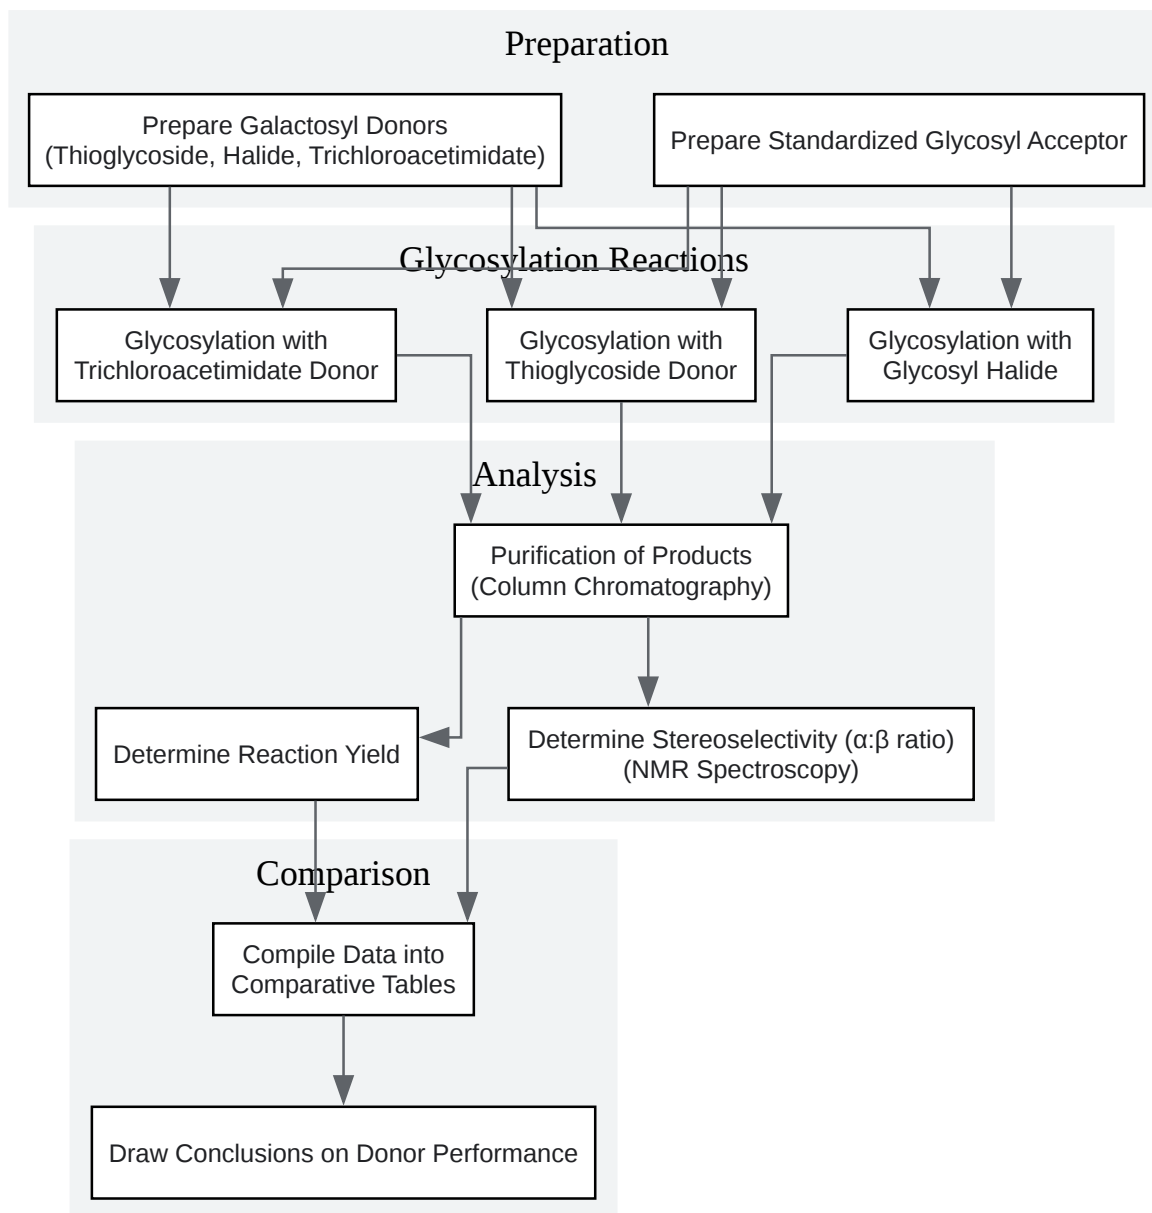 Preparation
Prepare Galactosyl Donors
(Thioglycoside, Halide, Trichloroacetimidate)
Prepare Standardized Glycosyl Acceptor
Glycosylation Reactions
Glycosylation with
Trichloroacetimidate Donor
Glycosylation with
Thioglycoside Donor
Glycosylation with
Glycosyl Halide
Analysis
Purification of Products
(Column Chromatography)
Determine Reaction Yield
Determine Stereoselectivity (α:β ratio)
(NMR Spectroscopy)
Comparison
Compile Data into
Comparative Tables
Draw Conclusions on Donor Performance